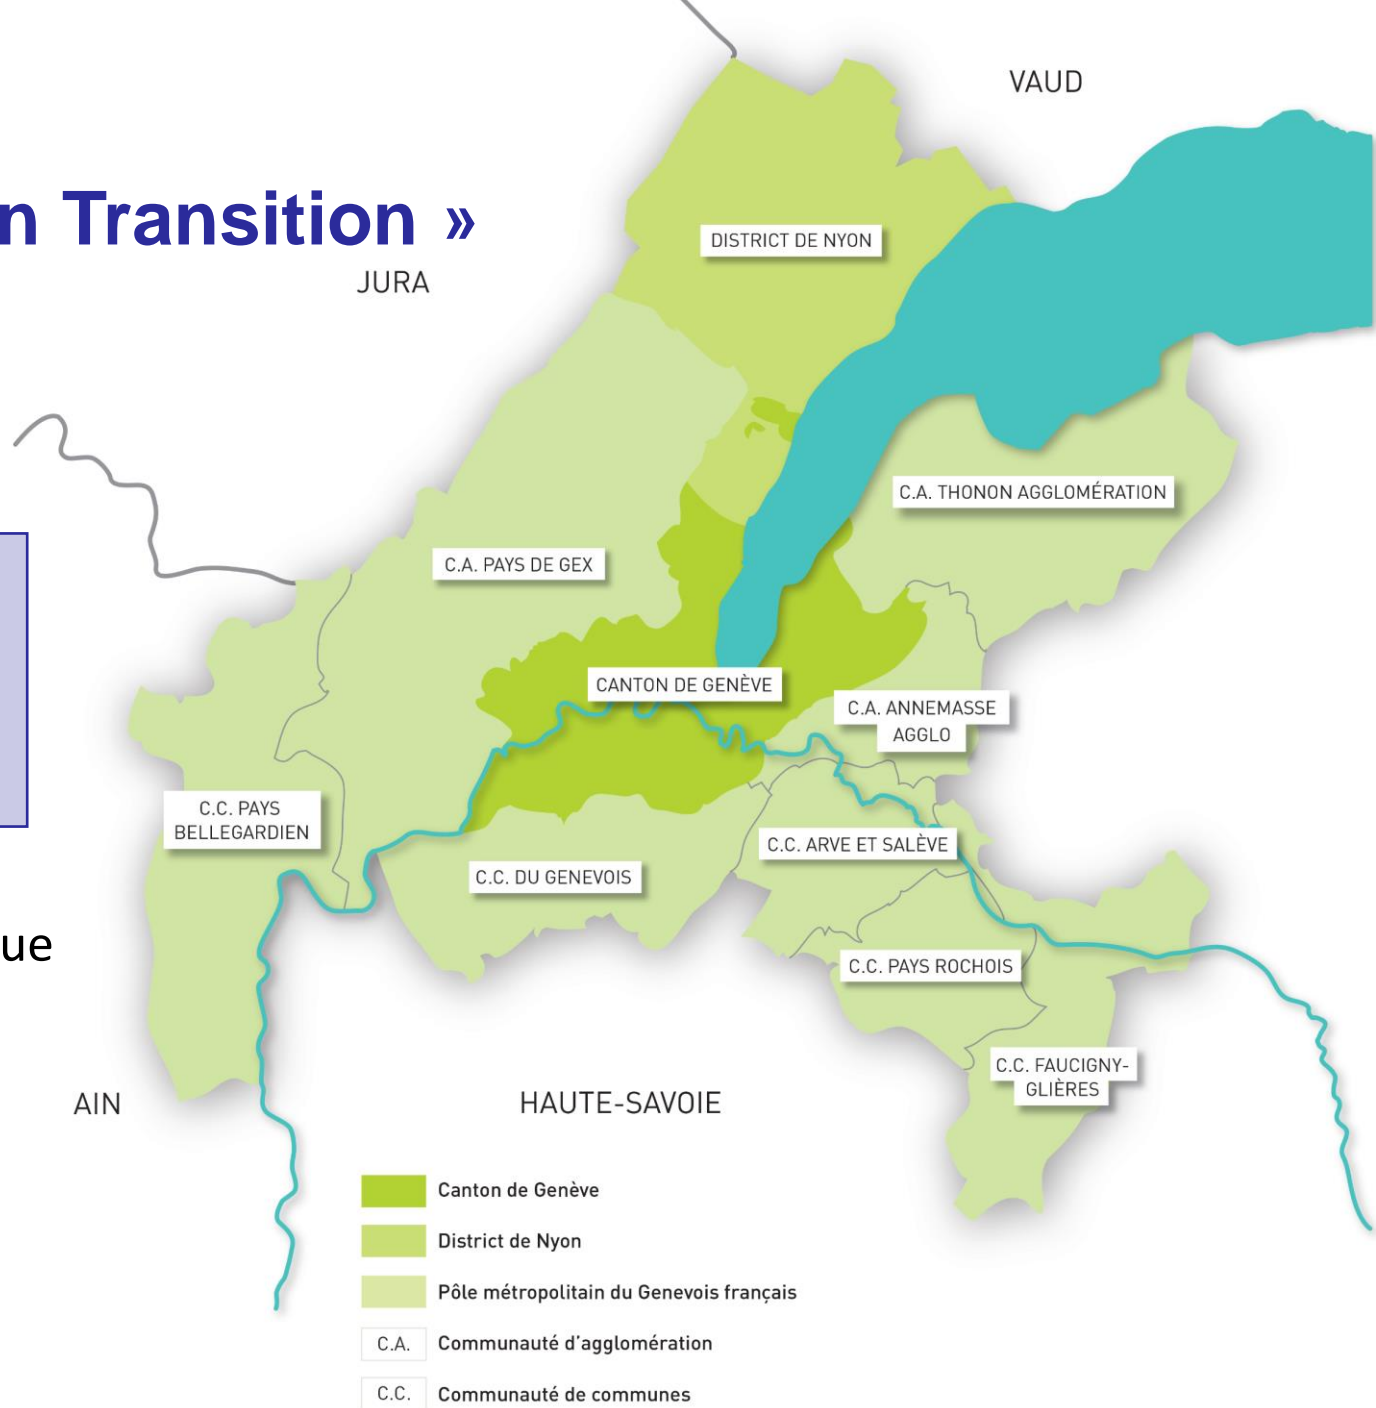 VAUD
n Transition »
DISTRICT DE NYON
JURA
C.A. THONON AGGLOMÉRATION
C.A. PAYS DE GEX
CANTON DE GENÈVE
C.A. ANNEMASSE
AGGLO
C.C. PAYS
BELLEGARDIEN
C.C. ARVE ET SALÈVE
C.C. DU GENEVOIS
ue
C.C. PAYS ROCHOIS
C.C. FAUCIGNY-
GLIÈRES
AIN
HAUTE-SAVOIE
Canton de Genève
District de Nyon
Pôle métropolitain du Genevois français
C.A. Communauté d'agglomération
C.C. Communauté de communes